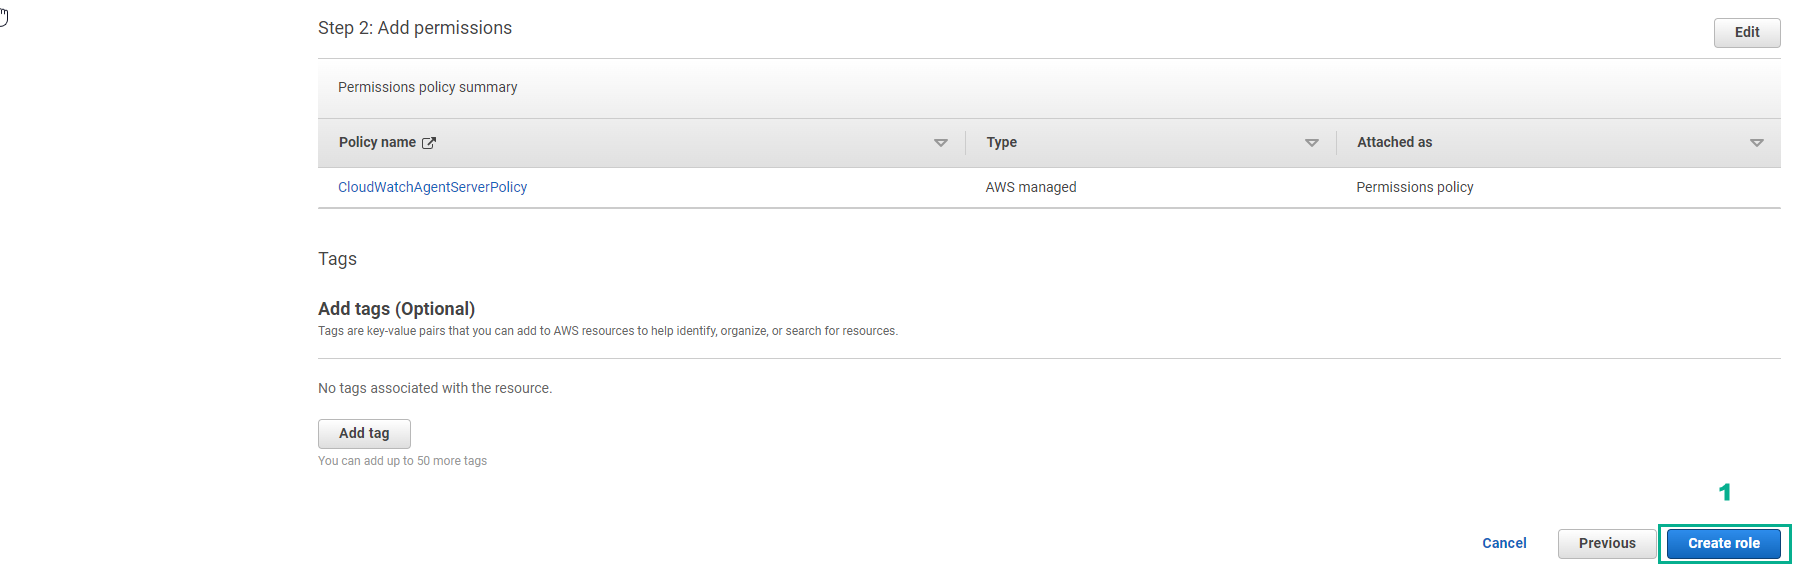 Step 2: Add permissions
Edit
Permissions policy summary
Policy name Type Attached as
CloudWatchAgentServerPolicy AWS managed Permissions policy
Tags
Add tags (Optional)
Tags are key-value pairs that you can add to AWS resources to help identify, organize, or search for resources.
No tags associated with the resource.
Add tag
You can add up to 50 more tags
1
Cancel Previous Create role